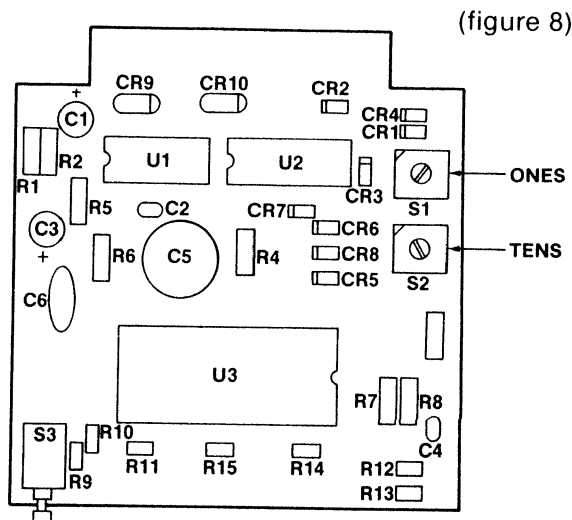 (figure 8)
+
CR9 CR10 CR2
C1 CR4
CR1
U1 U2
R1 R2 CR3 ONES
S1
R5 C2 CR7
C3 CR6
+ R6 C5 R4 CR8 TENS
CR5 S2
C6
U3
R7 R8
S3 R10 C4
R9 R11 R15 R14 R12
R13